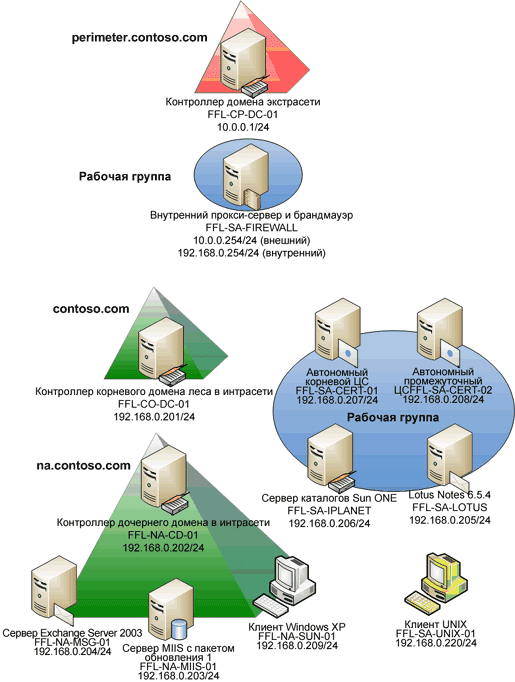 perimeter.contoso.com
Контроллер домена экстрасети
FFL-CP-DC-01
10.0.0.1/24
Рабочая группа
Внутренний прокси-сервер и брандмауэр
FFL-SA-FIREWALL
10.0.0.254/24 (внешний)
192.168.0.254/24 (внутренний)
contoso.com
Контроллер корневого домена леса в интрасети
FFL-CO-DC-01
192.168.0.201/24
Автономный
корневой ЦС
FFL-SA-CERT-01
192.168.0.207/24
Автономный
промежуточный
ЦСFFL-SA-CERT-02
192.168.0.208/24
Рабочая группа
Сервер каталогов Sun ONE
FFL-SA-IPLANET
192.168.0.206/24
Lotus Notes 6.5.4
FFL-SA-LOTUS
192.168.0.205/24
na.contoso.com
Контроллер дочернего домена в интрасети
FFL-NA-CD-01
192.168.0.202/24
Сервер Exchange Server 2003
FFL-NA-MSG-01
192.168.0.204/24
Сервер MIIS с пакетом
обновления 1
FFL-NA-MIIS-01
192.168.0.203/24
Клиент Windows XP
FFL-NA-SUN-01
192.168.0.209/24
Клиент UNIX
FFL-SA-UNIX-01
192.168.0.220/24